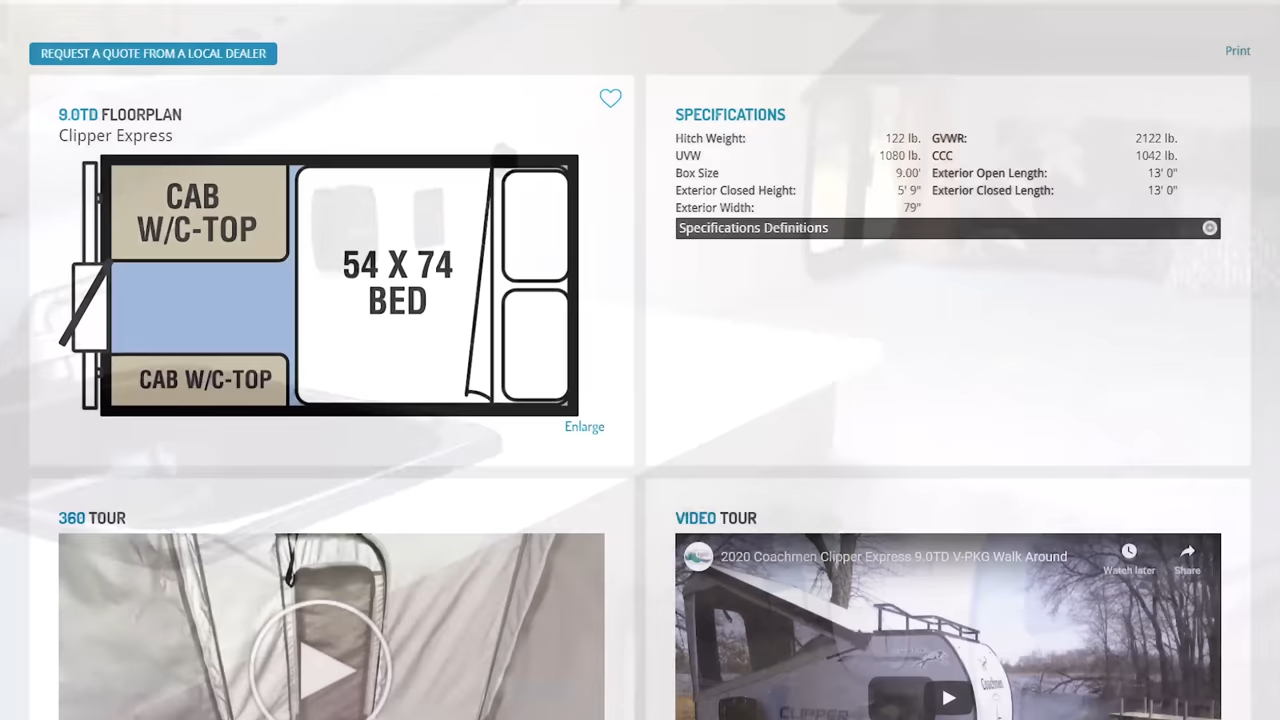 REQUEST A QUOTE FROM A LOCAL DEALER
Print
9.0TD FLOORPLAN
Clipper Express
CAB
W/C-TOP
54 X 74
BED
CAB W/C-TOP
Enlarge
SPECIFICATIONS
Hitch Weight: 122 lb. GVWR: 2122 lb.
UVW 1080 lb. CCC 1042 lb.
Box Size 9.00' Exterior Open Length: 13' 0"
Exterior Closed Height: 5' 9" Exterior Closed Length: 13' 0"
Exterior Width: 79"
Specifications Definitions
360 TOUR
VIDEO TOUR
2020 Coachmen Clipper Express 9.0TD V-PKG Walk Around
Watch later
Share
Coachmen
CLIPPER